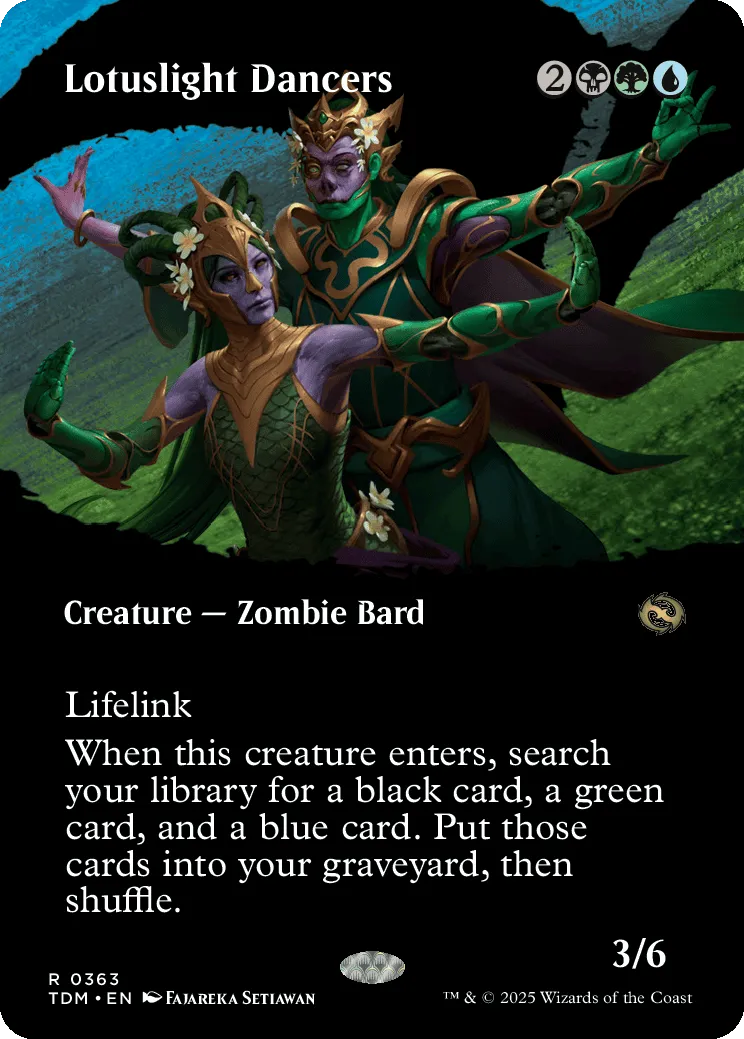 Lotuslight Dancers 2
Creature — Zombie Bard
Lifelink
When this creature enters, search
your library for a black card, a green
card, and a blue card. Put those
cards into your graveyard, then
shuffle.
3/6
R 0363
TDM • EN Fajareka Setiawan
™ & © 2025 Wizards of the Coast